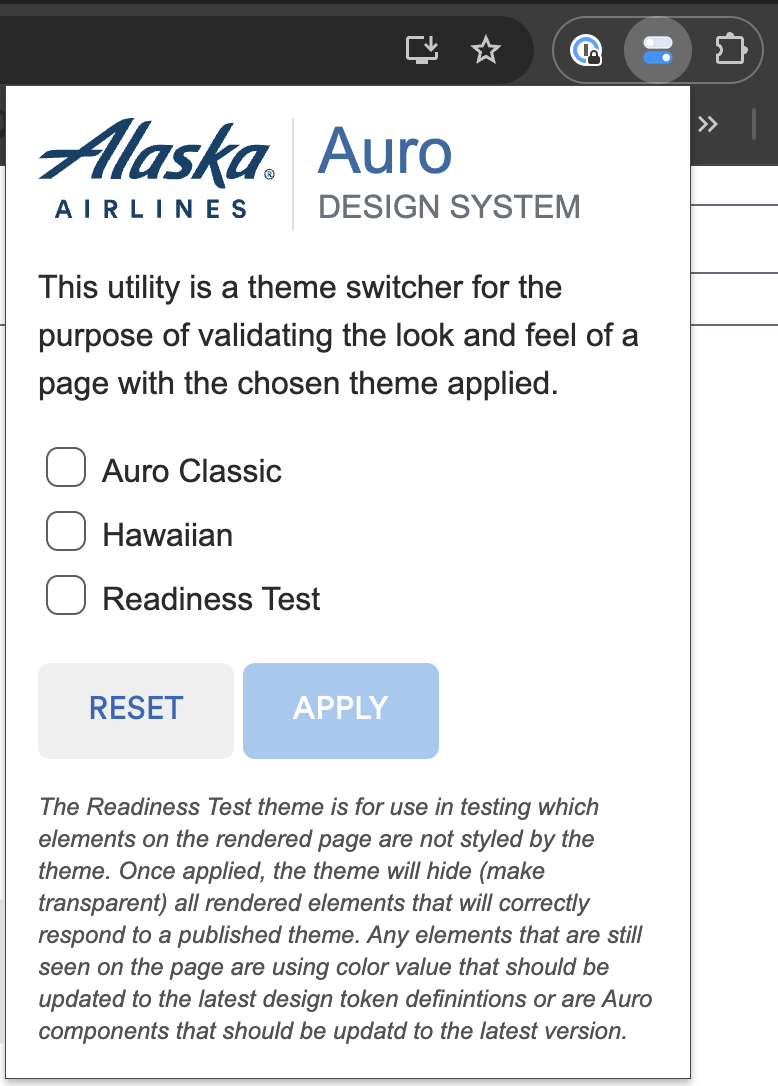 Alaska®
AIRLINES
Auro
DESIGN SYSTEM
This utility is a theme switcher for the
purpose of validating the look and feel of a
page with the chosen theme applied.
Auro Classic
Hawaiian
Readiness Test
RESET
APPLY
The Readiness Test theme is for use in testing which
elements on the rendered page are not styled by the
theme. Once applied, the theme will hide (make
transparent) all rendered elements that will correctly
respond to a published theme. Any elements that are still
seen on the page are using color value that should be
updated to the latest design token definintions or are Auro
components that should be updatd to the latest version.